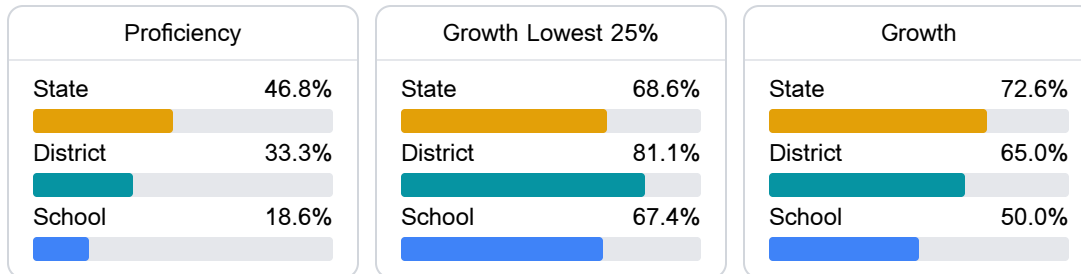 Proficiency
State 46.8%
District 33.3%
School 18.6%
Growth Lowest 25%
State 68.6%
District 81.1%
School 67.4%
Growth
State 72.6%
District 65.0%
School 50.0%